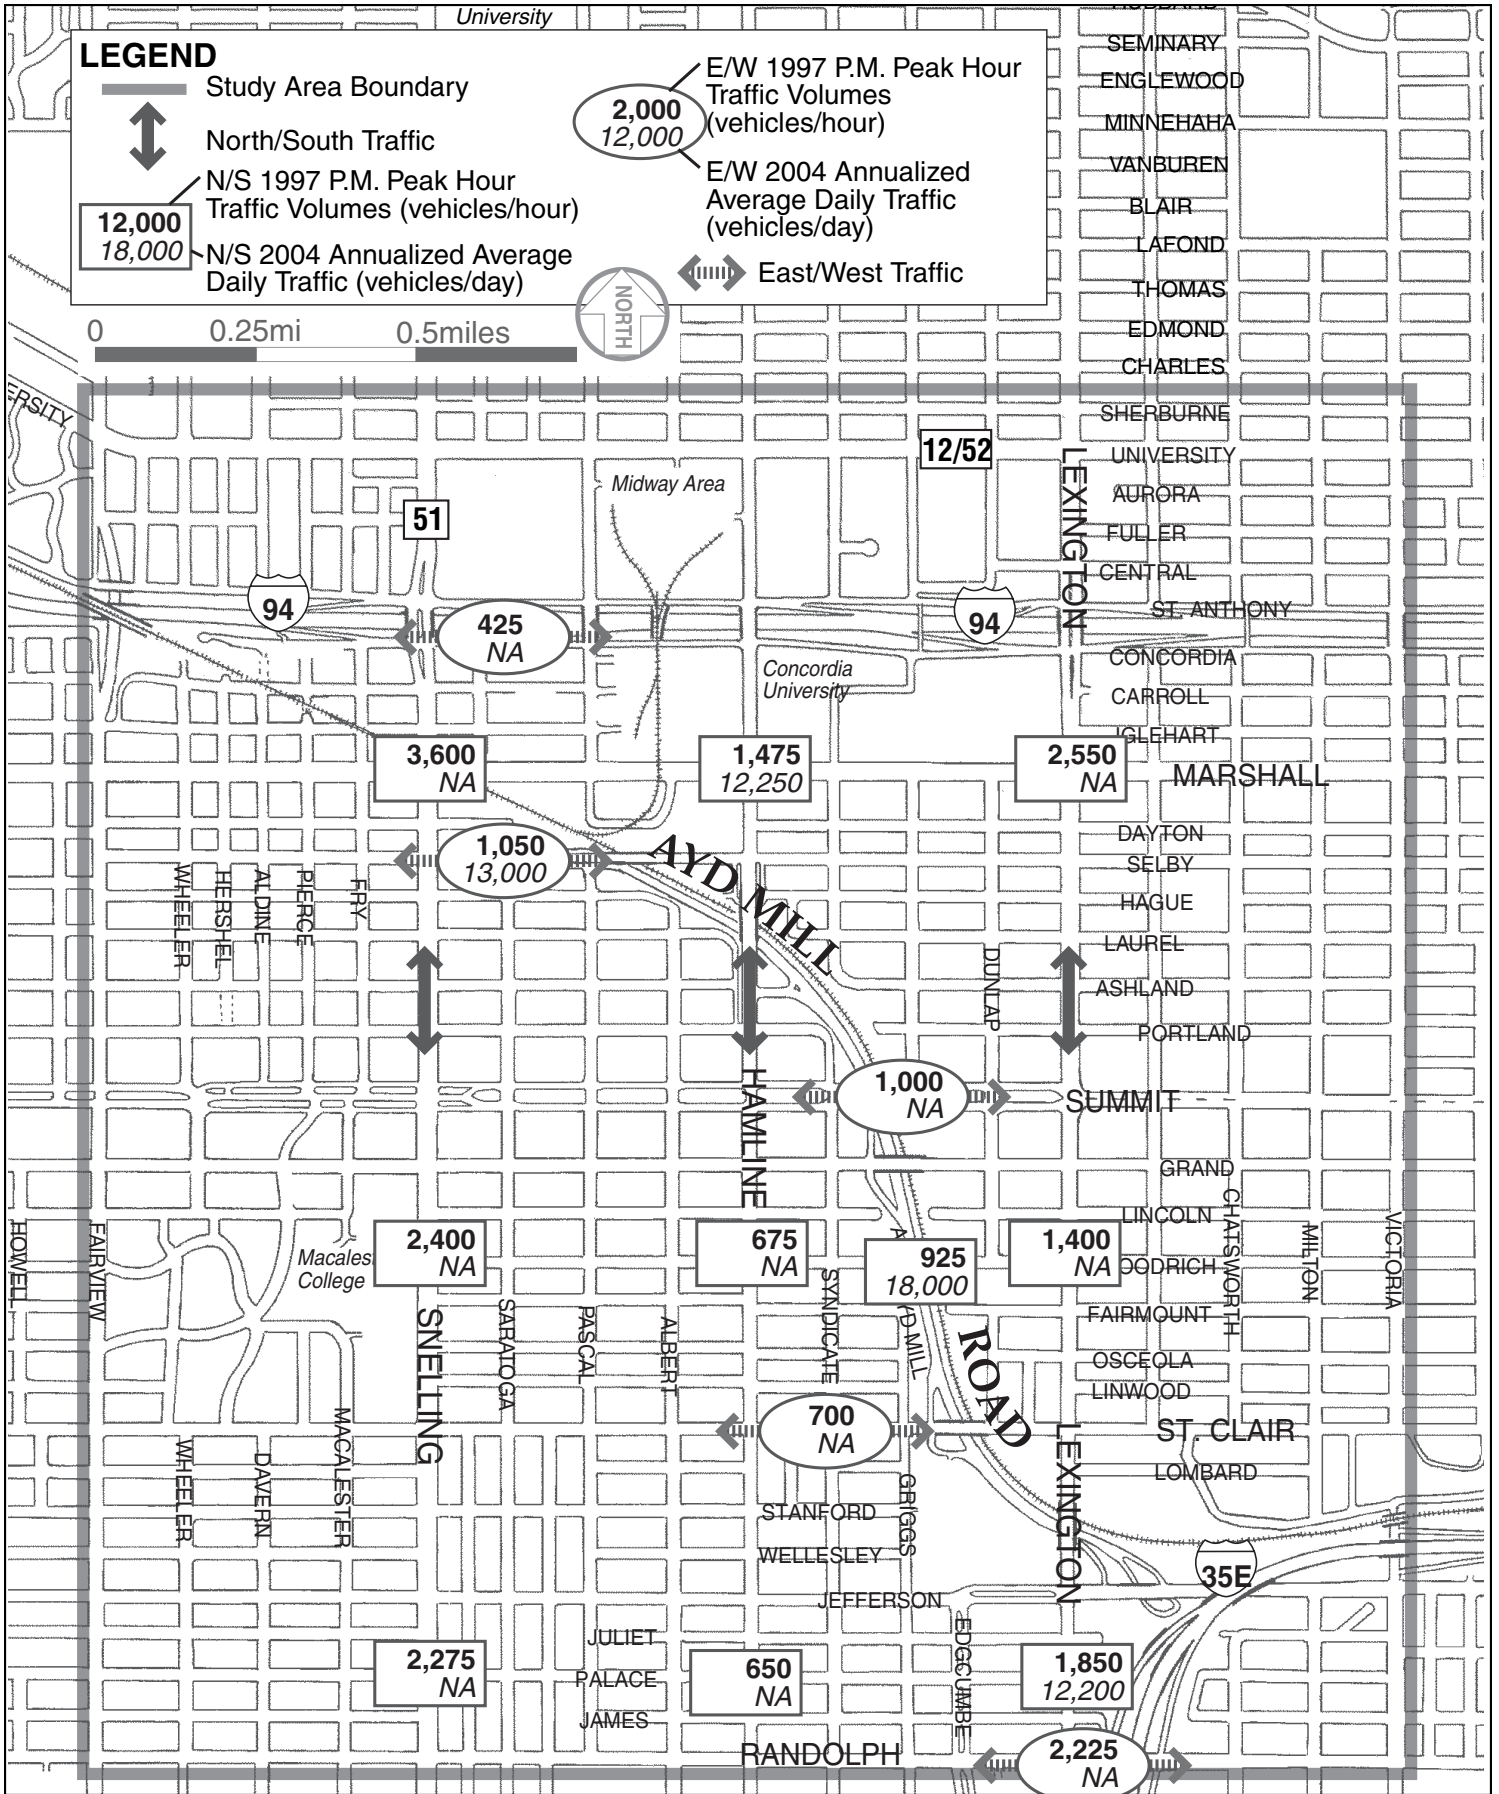 University
SEMINARY
ENGLEWOOD
MINNEHAHA
VANBUREN
BLAIR
LAFOND
THOMAS
EDMOND
CHARLES
LEGEND
Study Area Boundary
North/South Traffic
N/S 1997 P.M. Peak Hour
Traffic Volumes (vehicles/hour)
12,000
18,000
N/S 2004 Annualized Average
Daily Traffic (vehicles/day)
E/W 1997 P.M. Peak Hour
Traffic Volumes
(vehicles/hour)
2,000
12,000
E/W 2004 Annualized
Average Daily Traffic
(vehicles/day)
East/West Traffic
NORTH
0 0.25mi 0.5miles
ERSITY
SHERBURNE
12/52
UNIVERSITY
LEXINGTON
Midway Area
AURORA
51
FULLER
CENTRAL
94
94
ST. ANTHONY
425
NA
CONCORDIA
Concordia
University
CARROLL
IGLEHART
3,600
NA
1,475
12,250
2,550
NA
MARSHALL
DAYTON
1,050
13,000
AYD MILL
SELBY
WHEELER
HERSHEL
ALDINE
PIERCE
FRY
HAGUE
LAUREL
DUNLAP
ASHLAND
PORTLAND
HAMLINE
1,000
NA
SUMMIT
GRAND
CHATSWORTH
LINCOLN
HOWELL
FAIRVIEW
Macales
College
2,400
NA
675
NA
A
925
18,000
YD MILL
1,400
NA
OODRICH
MILTON
VICTORIA
SYNDICATE
SNELLING
SARATOGA
PASCAL
ALBERT
FAIRMOUNT
ROAD
OSCEOLA
LINWOOD
700
NA
LEXINGTON
ST. CLAIR
MACALESTER
WHEELER
DAVERN
LOMBARD
GRIGGS
STANFORD
WELLESLEY
35E
JEFFERSON
EDGCUMBE
JULIET
2,275
NA
PALACE
650
NA
1,850
12,200
JAMES
RANDOLPH
2,225
NA